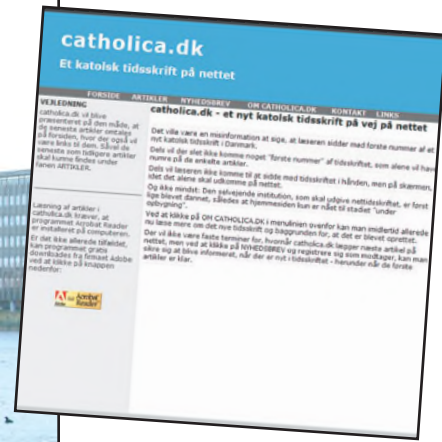 catholica.dk
Et katolsk tidsskrift på nettet
FORSIDE ARTIKLER NYHEDSBREV OM CATHOLICA.DK KONTAKT LINKS
VEJLEDNING
catholica.dk vil blive
præsenteret på den måde, at
de seneste artikler omtales
på forsiden, hvor der også vil
være links til dem. Såvel de
seneste som tidligere artikler
skal kunne findes under
fanen ARTIKLER.
Læsning af artikler i
catholica.dk kræver, at
programmet Acrobat Reader
er installeret på computeren.
Er det ikke allerede tilfældet,
kan programmet gratis
downloades fra firmaet Adobe
ved at klikke på knappen
nedenfor:
Get Acrobat
Reader
Adobe
catholica.dk - et nyt katolsk tidsskrift på vej på nettet
Det ville være en misinformation at sige, at læseren sidder med første nummer af et
nyt katolsk tidsskrift i Danmark.
Dels vil der slet ikke komme noget "første nummer" af tidsskriftet, som alene vil have
numre på de enkelte artikler.
Dels vil læseren ikke komme til at sidde med tidsskriftet i hånden, men på skærmen,
idet det alene skal udkomme på nettet.
Og ikke mindst: Den selvejende institution, som skal udgive nettidsskriftet, er først
lige blevet dannet, således at hjemmesiden kun er nået til stadiet "under
opbygning".
Ved at klikke på OM CATHOLICA.DK i menulinien ovenfor kan man imidlertid allerede
nu læse mere om det nye tidsskrift og baggrunden for, at det er blevet oprettet.
Der vil ikke være faste terminer for, hvornår catholica.dk lægger næste artikel på
nettet, men ved at klikke på NYHEDSBREV og registrere sig som modtager, kan man
sikre sig at blive informeret, når der er nyt i tidsskriftet - herunder når de første
artikler er klar.